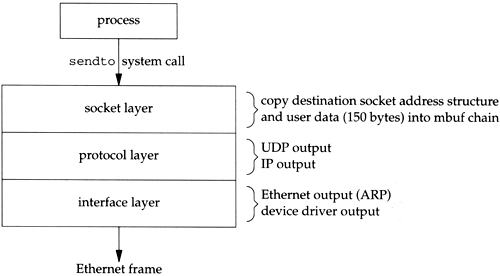 process
sendto system call
socket layer
copy destination socket address structure
and user data (150 bytes) into mbuf chain
protocol layer
UDP output
IP output
interface layer
Ethernet output (ARP)
device driver output
Ethernet frame